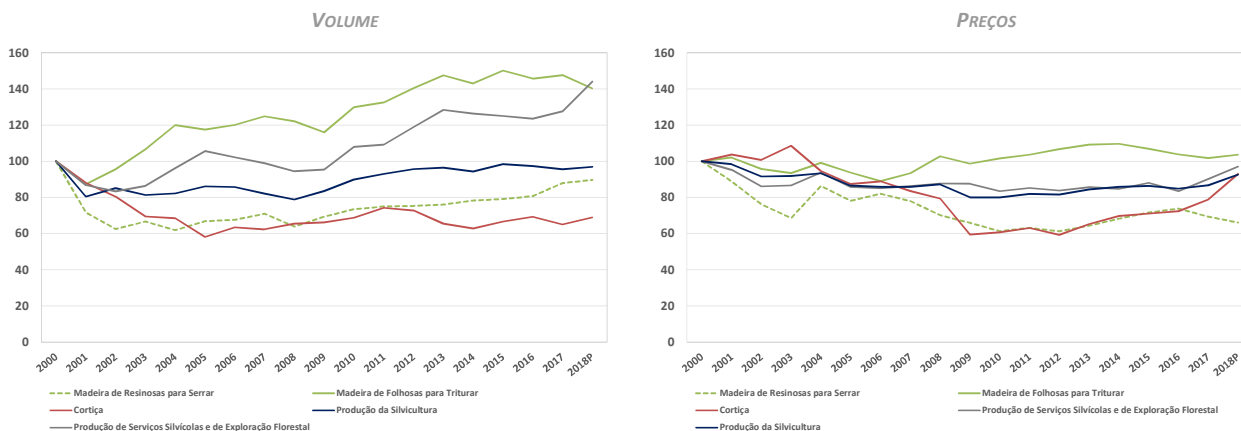 VOLUME
160
140
120
100
80
60
40
20
0
2000 2001 2002 2003 2004 2005 2006 2007 2008 2009 2010 2011 2012 2013 2014 2015 2016 2017 2018P
Madeira de Resinosas para Serrar Madeira de Folhosas para Triturar
Cortiça Produção da Silvicultura
Produção de Serviços Silvícolas e de Exploração Florestal
PREÇOS
160
140
120
100
80
60
40
20
0
2000 2001 2002 2003 2004 2005 2006 2007 2008 2009 2010 2011 2012 2013 2014 2015 2016 2017 2018P
Madeira de Resinosas para Serrar Madeira de Folhosas para Triturar
Cortiça Produção de Serviços Silvícolas e de Exploração Florestal
Produção da Silvicultura